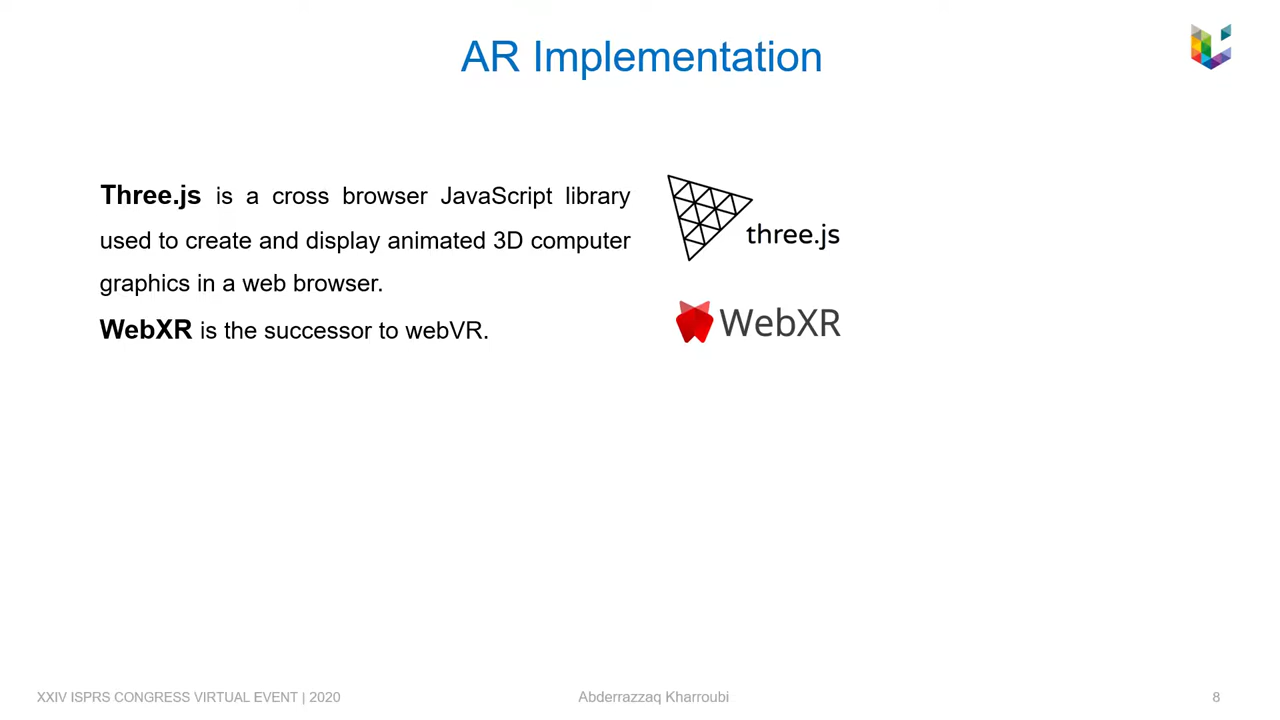 AR Implementation
Three.js is a cross browser JavaScript library
used to create and display animated 3D computer
graphics in a web browser.
WebXR is the successor to webVR.
three.js
WebXR
XXIV ISPRS CONGRESS VIRTUAL EVENT | 2020
Abderrazzaq Kharroubi
8